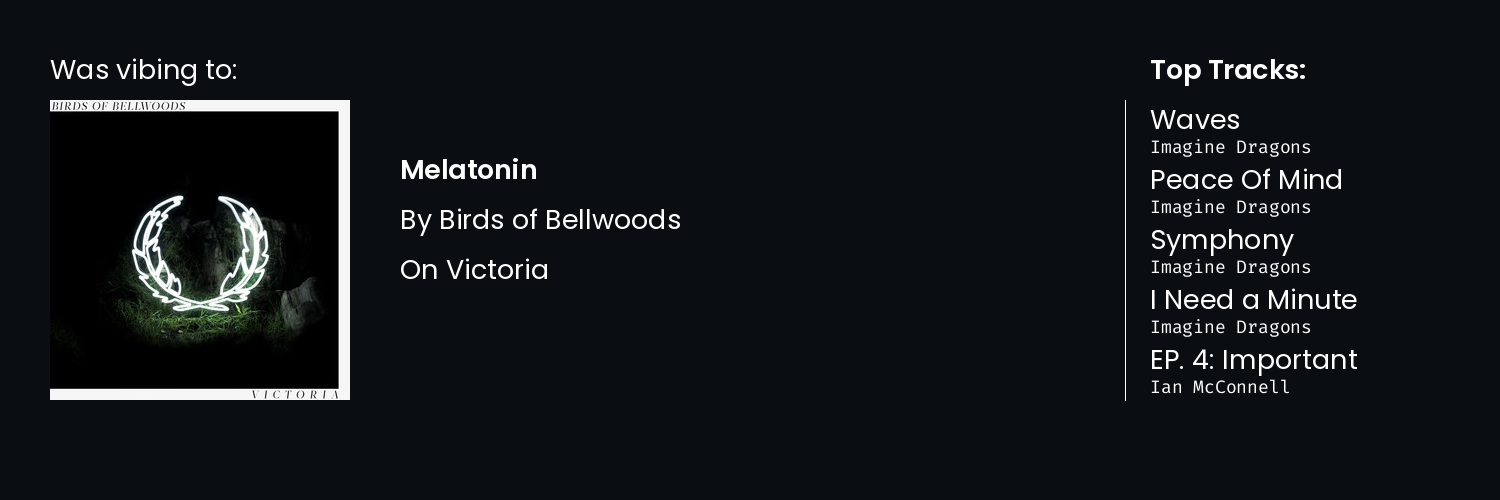 Was vibing to:
BIRDS OF BELLWOODS
VICTORIA
Melatonin
By Birds of Bellwoods
On Victoria
Top Tracks:
Waves
Imagine Dragons
Peace Of Mind
Imagine Dragons
Symphony
Imagine Dragons
I Need a Minute
Imagine Dragons
EP. 4: Important
Ian McConnell